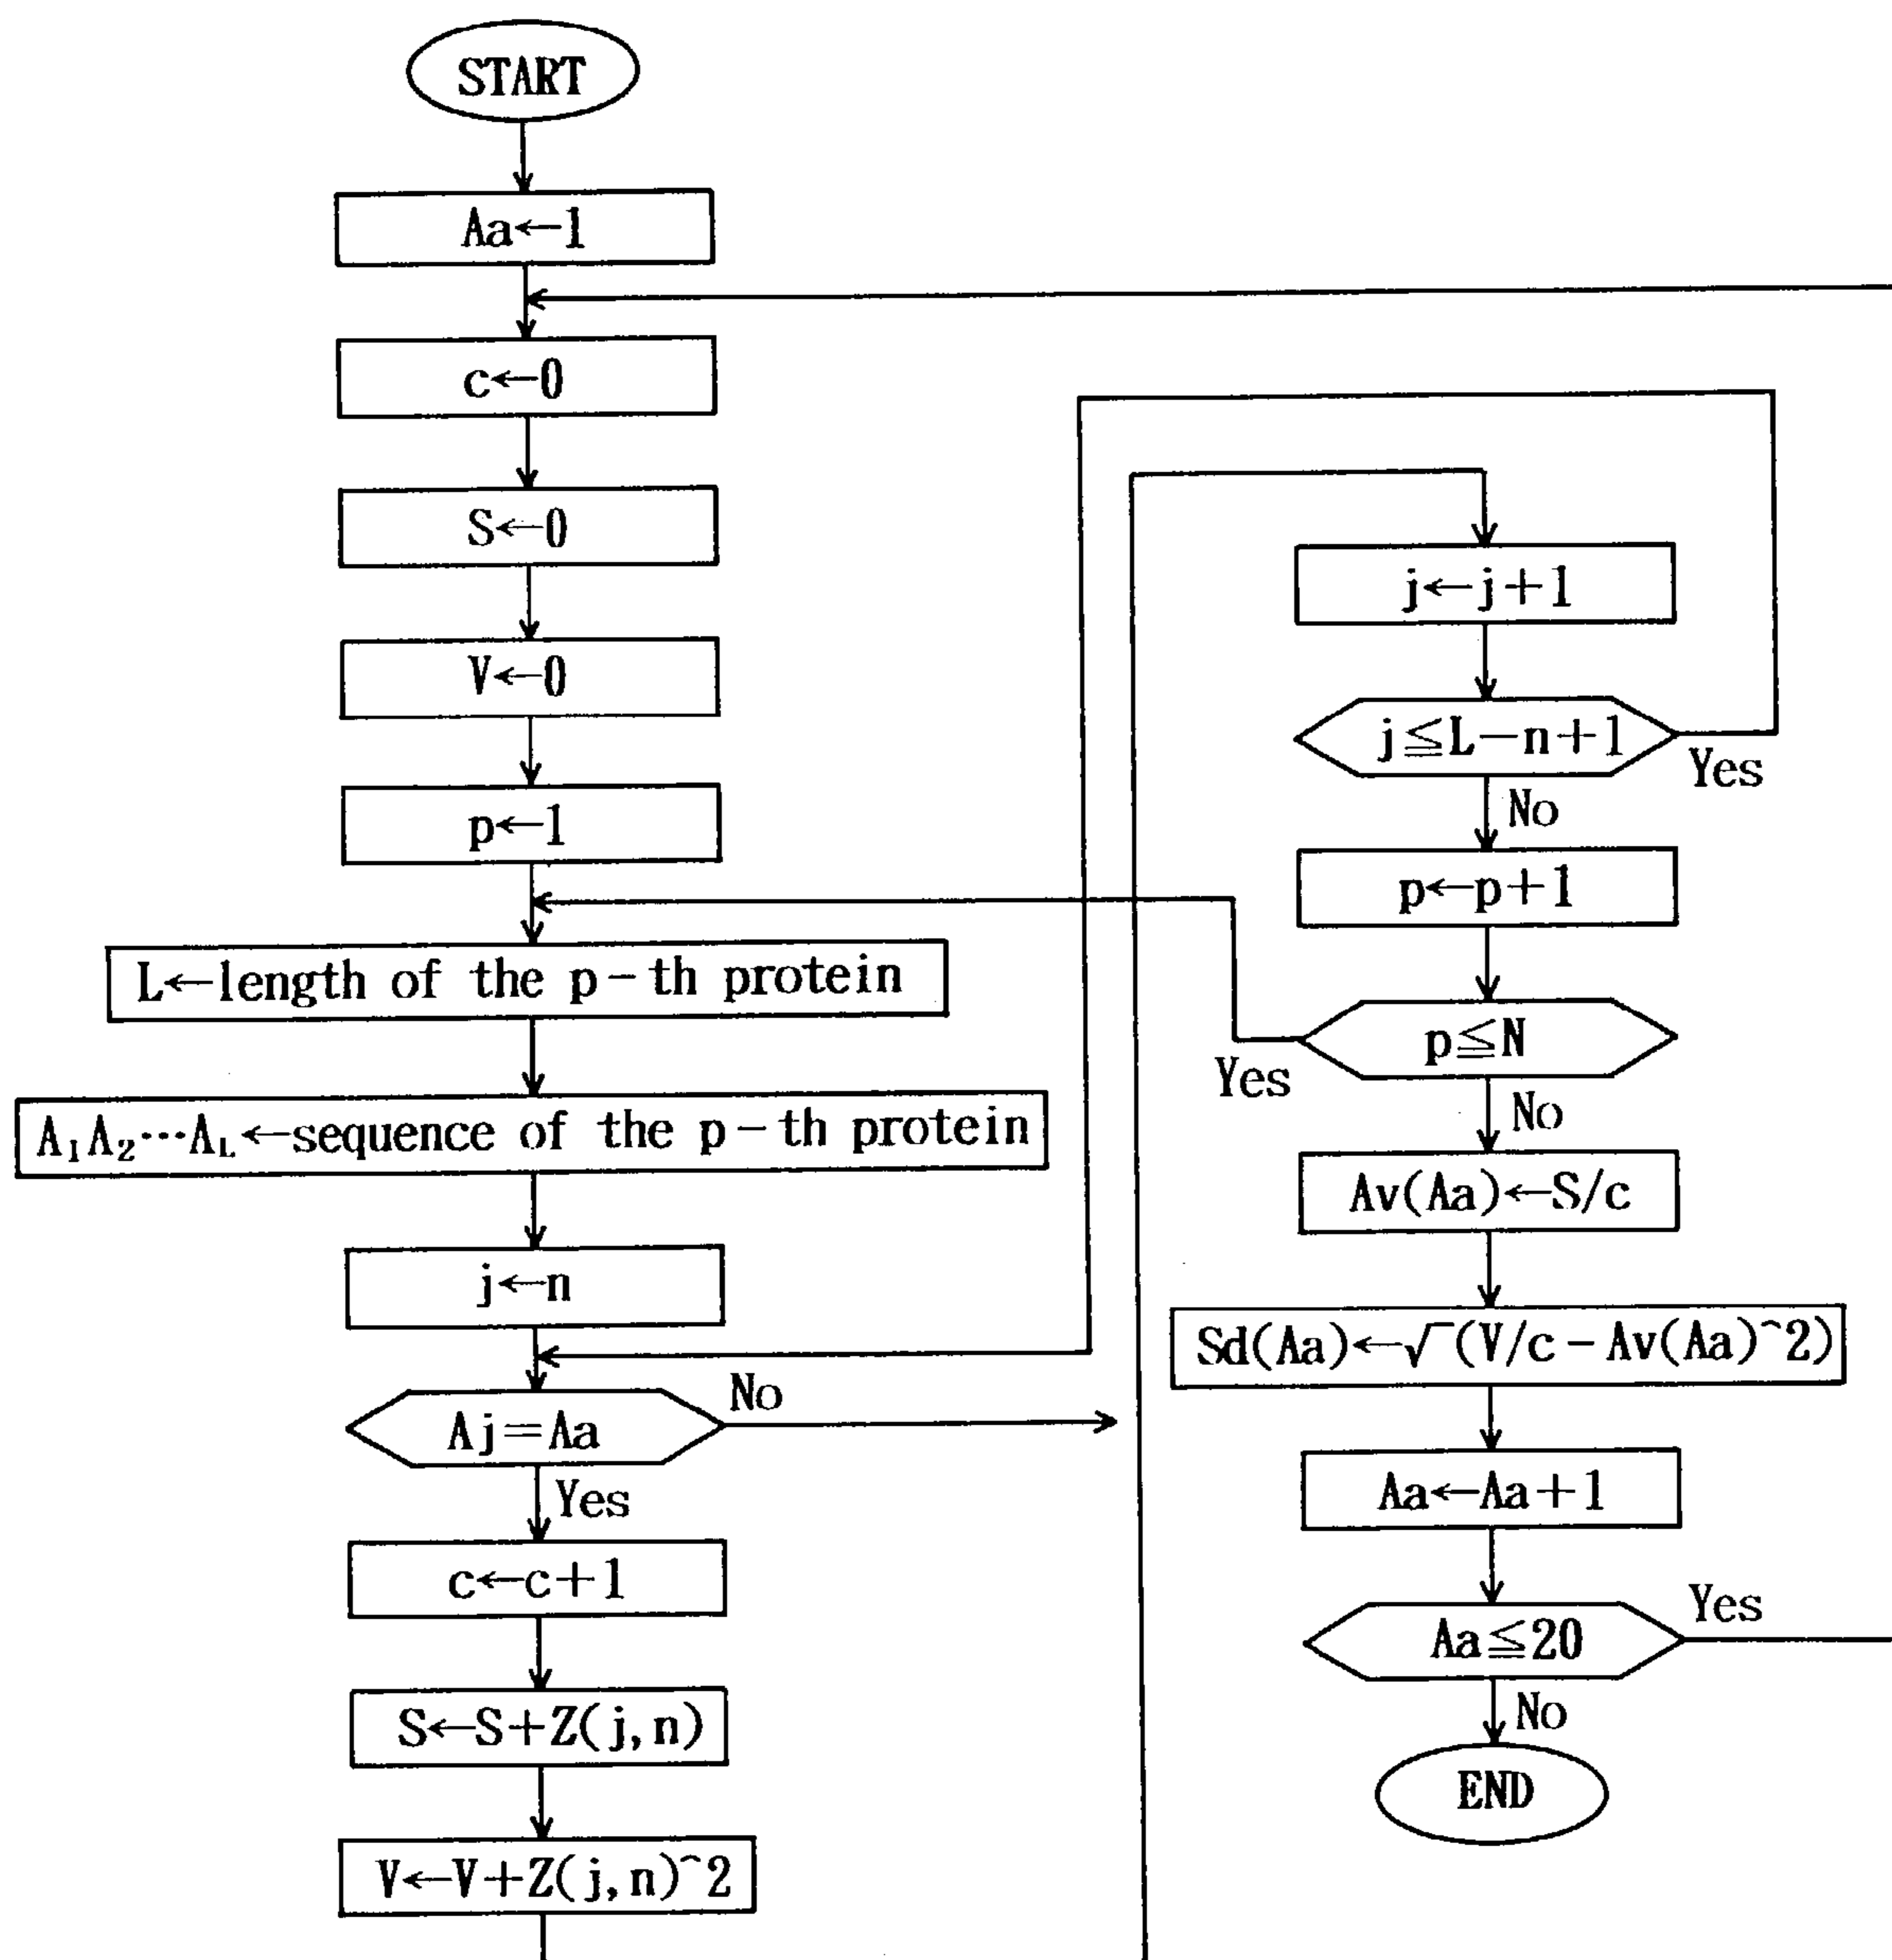 START
Aa←1
c←0
S←0
V←0
p←1
L←length of the p-th protein
A₁A₂⋯A_L←sequence of the p-th protein
j←n
Aj=Aa
No
Yes
c←c+1
S←S+Z(j,n)
V←V+Z(j,n)^2
j←j+1
j≦L-n+1
Yes
No
p←p+1
p≦N
Yes
No
Av(Aa)←S/c
Sd(Aa)←√(V/c-Av(Aa)^2)
Aa←Aa+1
Aa≦20
Yes
No
END